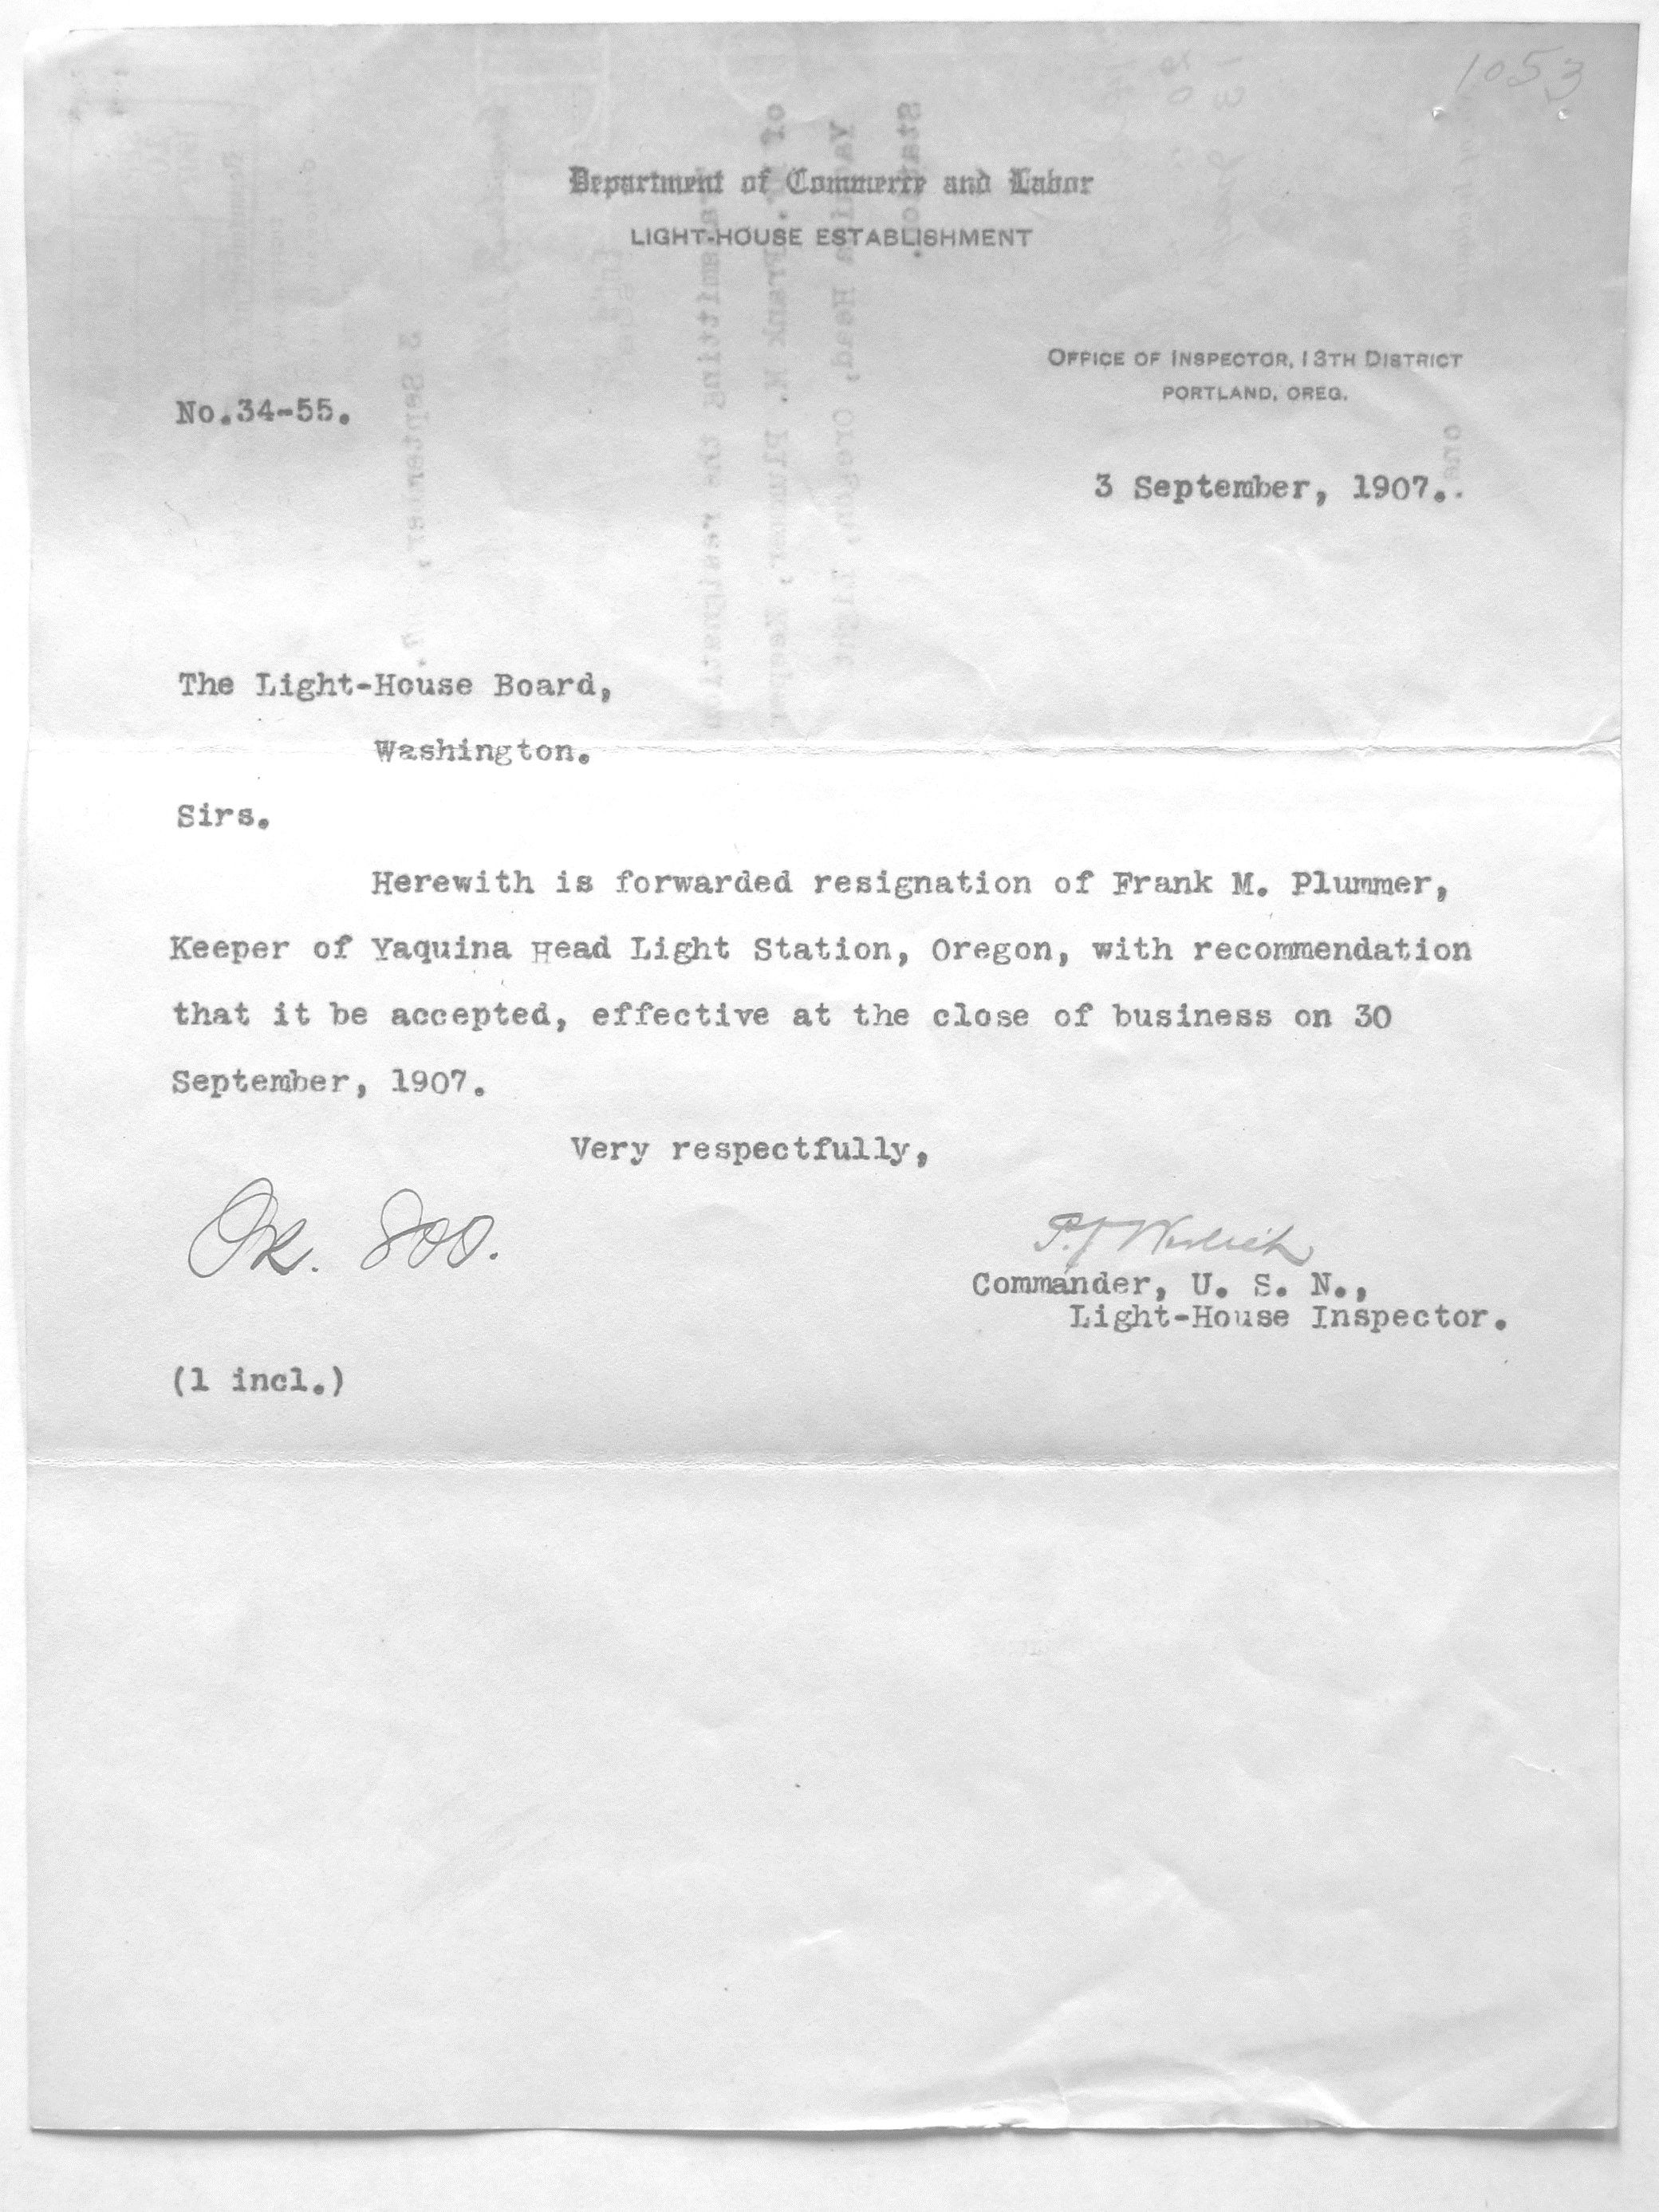 1053
Department of Commerce and Labor
LIGHT-HOUSE ESTABLISHMENT
OFFICE OF INSPECTOR, 13TH DISTRICT
PORTLAND, OREG.
No.34-55.
3 September, 1907..
The Light-House Board,
Washington.
Sirs.
Herewith is forwarded resignation of Frank M. Plummer,
Keeper of Yaquina Head Light Station, Oregon, with recommendation
that it be accepted, effective at the close of business on 30
September, 1907.
Very respectfully,
OK.
Commander, U. S. N.,
Light-House Inspector.
(1 incl.)